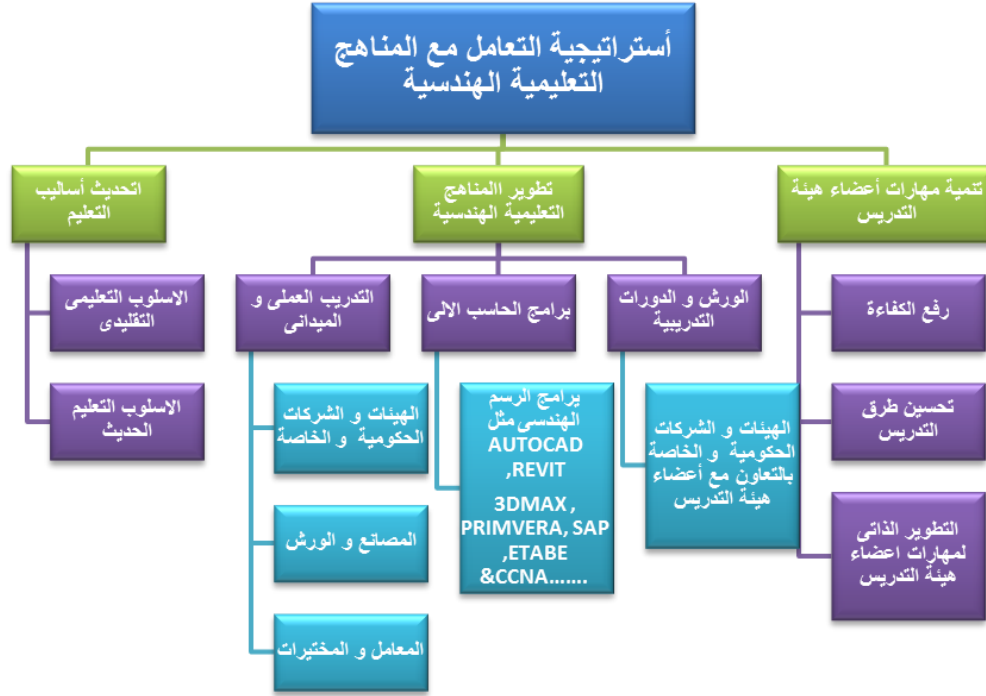 أستراتيجية التعامل مع المناهج
التعليمية الهندسية
تنمية مهارات أعضاء هيئة
التدريس
تطوير االمناهج
التعليمية الهندسية
اتحديث أساليب
التعليم
رفع الكفاءة
تحسين طرق
التدريس
التطوير الذاتى
لمهارات اعضاء
هيئة التدريس
الورش و الدورات
التدريبية
برامج الحاسب الالى
التدريب العملى و
الميدانى
الهيئات و الشركات
الحكومية و الخاصة
بالتعاون مع أعضاء
هيئة التدريس
برامج الرسم
الهندسى مثل
AUTOCAD
,REVIT
3DMAX ,
PRIMVERA, SAP
,ETABE
&CCNA.......
الهيئات و الشركات
الحكومية و الخاصة
المصانع و الورش
المعامل و المختيرات
الاسلوب التعليمى
التقليدى
الاسلوب التعليم
الحديث